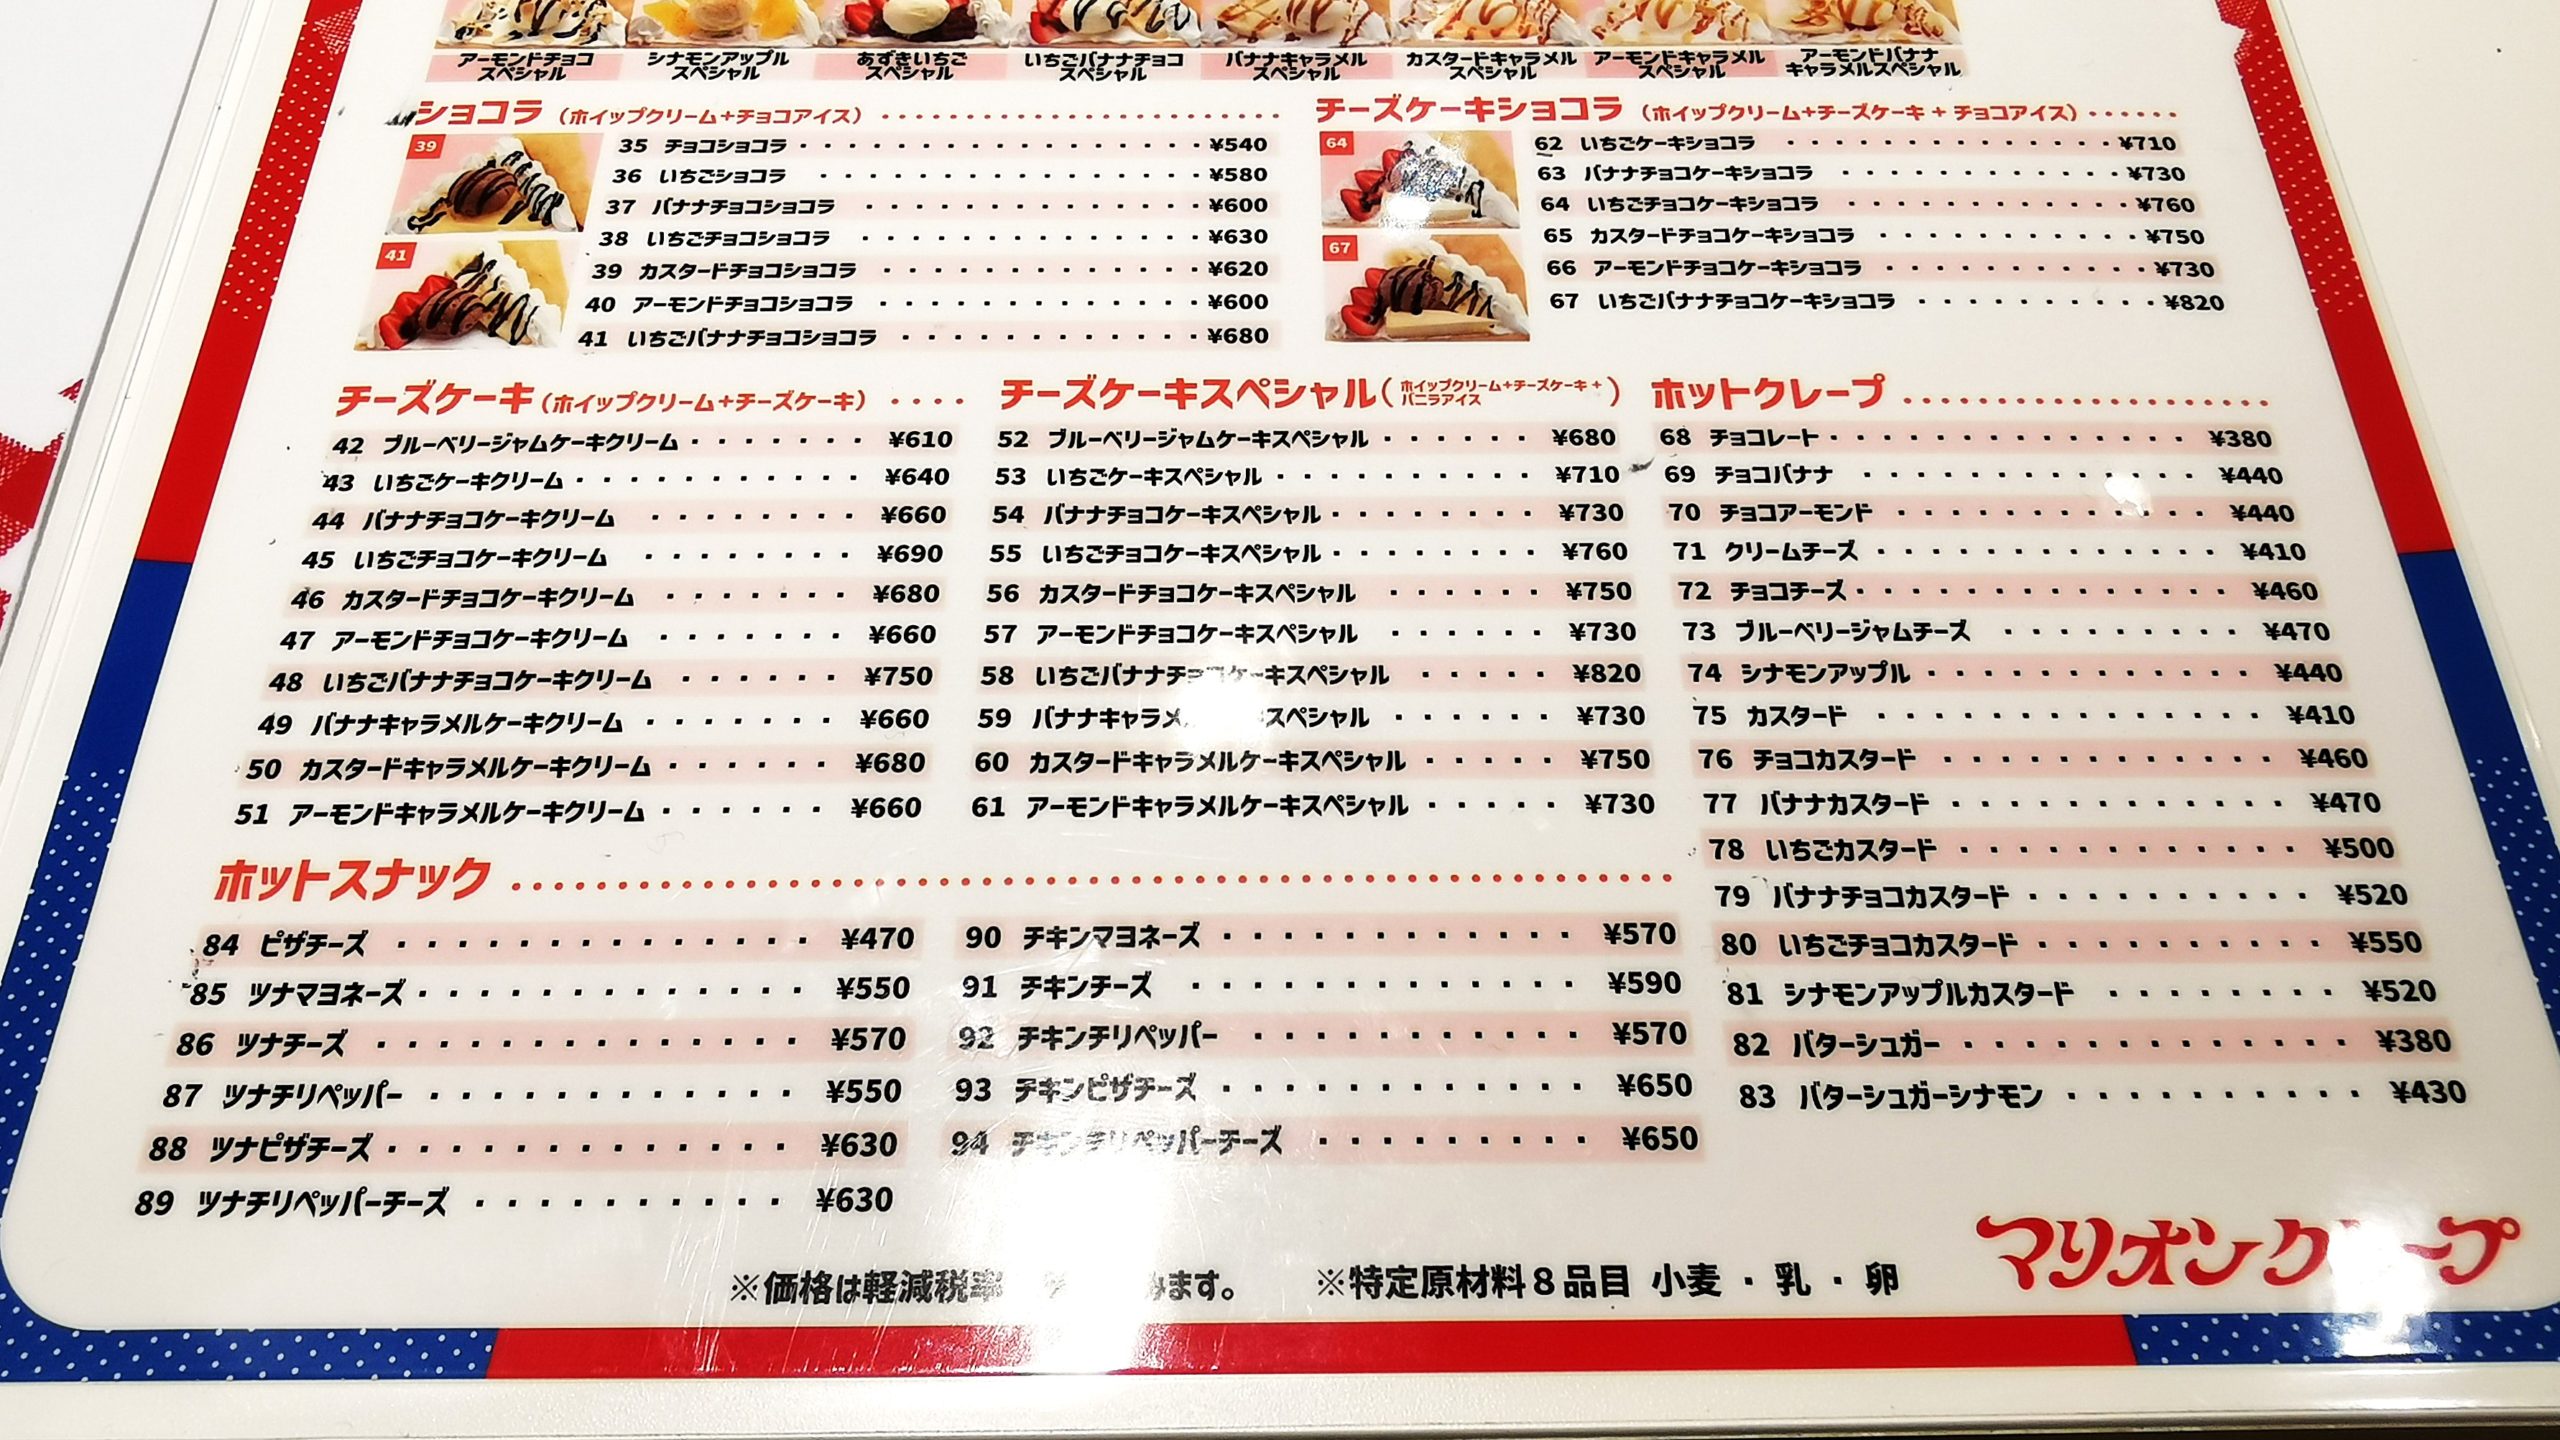 アーモンドチョコ
スペシャル
シナモンアップル
スペシャル
あずきいちご
スペシャル
いちごバナナチョコ
スペシャル
バナナキャラメル
スペシャル
カスタードキャラメル
スペシャル
アーモンドキャラメル
スペシャル
アーモンドバナナ
キャラメルスペシャル
ショコラ（ホイップクリーム+チョコアイス）
39
41
35 チョコショコラ ¥540
36 いちごショコラ ¥580
37 バナナチョコショコラ ¥600
38 いちごチョコショコラ ¥630
39 カスタードチョコショコラ ¥620
40 アーモンドチョコショコラ ¥600
41 いちごバナナチョコショコラ ¥680
チーズケーキショコラ（ホイップクリーム+チーズケーキ + チョコアイス）
64
67
62 いちごケーキショコラ ¥710
63 バナナチョコケーキショコラ ¥730
64 いちごチョコケーキショコラ ¥760
65 カスタードチョコケーキショコラ ¥750
66 アーモンドチョコケーキショコラ ¥730
67 いちごバナナチョコケーキショコラ ¥820
チーズケーキ（ホイップクリーム+チーズケーキ）
42 ブルーベリージャムケーキクリーム ¥610
43 いちごケーキクリーム ¥640
44 バナナチョコケーキクリーム ¥660
45 いちごチョコケーキクリーム ¥690
46 カスタードチョコケーキクリーム ¥680
47 アーモンドチョコケーキクリーム ¥660
48 いちごバナナチョコケーキクリーム ¥750
49 バナナキャラメルケーキクリーム ¥660
50 カスタードキャラメルケーキクリーム ¥680
51 アーモンドキャラメルケーキクリーム ¥660
チーズケーキスペシャル（ホイップクリーム+チーズケーキ +
バニラアイス）
52 ブルーベリージャムケーキスペシャル ¥680
53 いちごケーキスペシャル ¥710
54 バナナチョコケーキスペシャル ¥730
55 いちごチョコケーキスペシャル ¥760
56 カスタードチョコケーキスペシャル ¥750
57 アーモンドチョコケーキスペシャル ¥730
58 いちごバナナチョコケーキスペシャル ¥820
59 バナナキャラメ スペシャル ¥730
60 カスタードキャラメルケーキスペシャル ¥750
61 アーモンドキャラメルケーキスペシャル ¥730
ホットクレープ
68 チョコレート ¥380
69 チョコバナナ ¥440
70 チョコアーモンド ¥440
71 クリームチーズ ¥410
72 チョコチーズ ¥460
73 ブルーベリージャムチーズ ¥470
74 シナモンアップル ¥440
75 カスタード ¥410
76 チョコカスタード ¥460
77 バナナカスタード ¥470
78 いちごカスタード ¥500
79 バナナチョコカスタード ¥520
80 いちごチョコカスタード ¥550
81 シナモンアップルカスタード ¥520
82 バターシュガー ¥380
83 バターシュガーシナモン ¥430
ホットスナック
84 ピザチーズ ¥470
85 ツナマヨネーズ ¥550
86 ツナチーズ ¥570
87 ツナチリペッパー ¥550
88 ツナピザチーズ ¥630
89 ツナチリペッパーチーズ ¥630
90 チキンマヨネーズ ¥570
91 チキンチーズ ¥590
92 チキンチリペッパー ¥570
93 チキンピザチーズ ¥650
94 チキンチリペッパーチーズ ¥650
※価格は軽減税率 みます。
※特定原材料８品目 小麦・乳・卵
マリオンクレープ